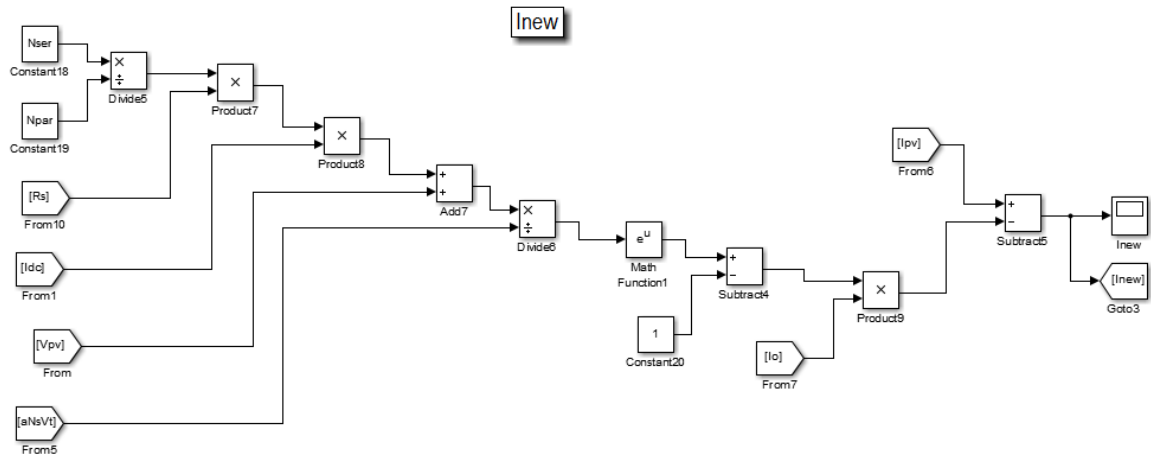 Inew
Nser
Constant18
×
÷
Divide5
Npar
Constant19
×
Product7
×
Product8
[Rs]
From10
+
+
Add7
[Idc]
From1
×
÷
Divide6
[Vpv]
From
[aNsVt]
From5
e^u
Math
Function1
+
−
Subtract4
1
Constant20
×
Product9
[Io]
From7
[Ipv]
From6
+
−
Subtract5
Inew
[Inew]
Goto3